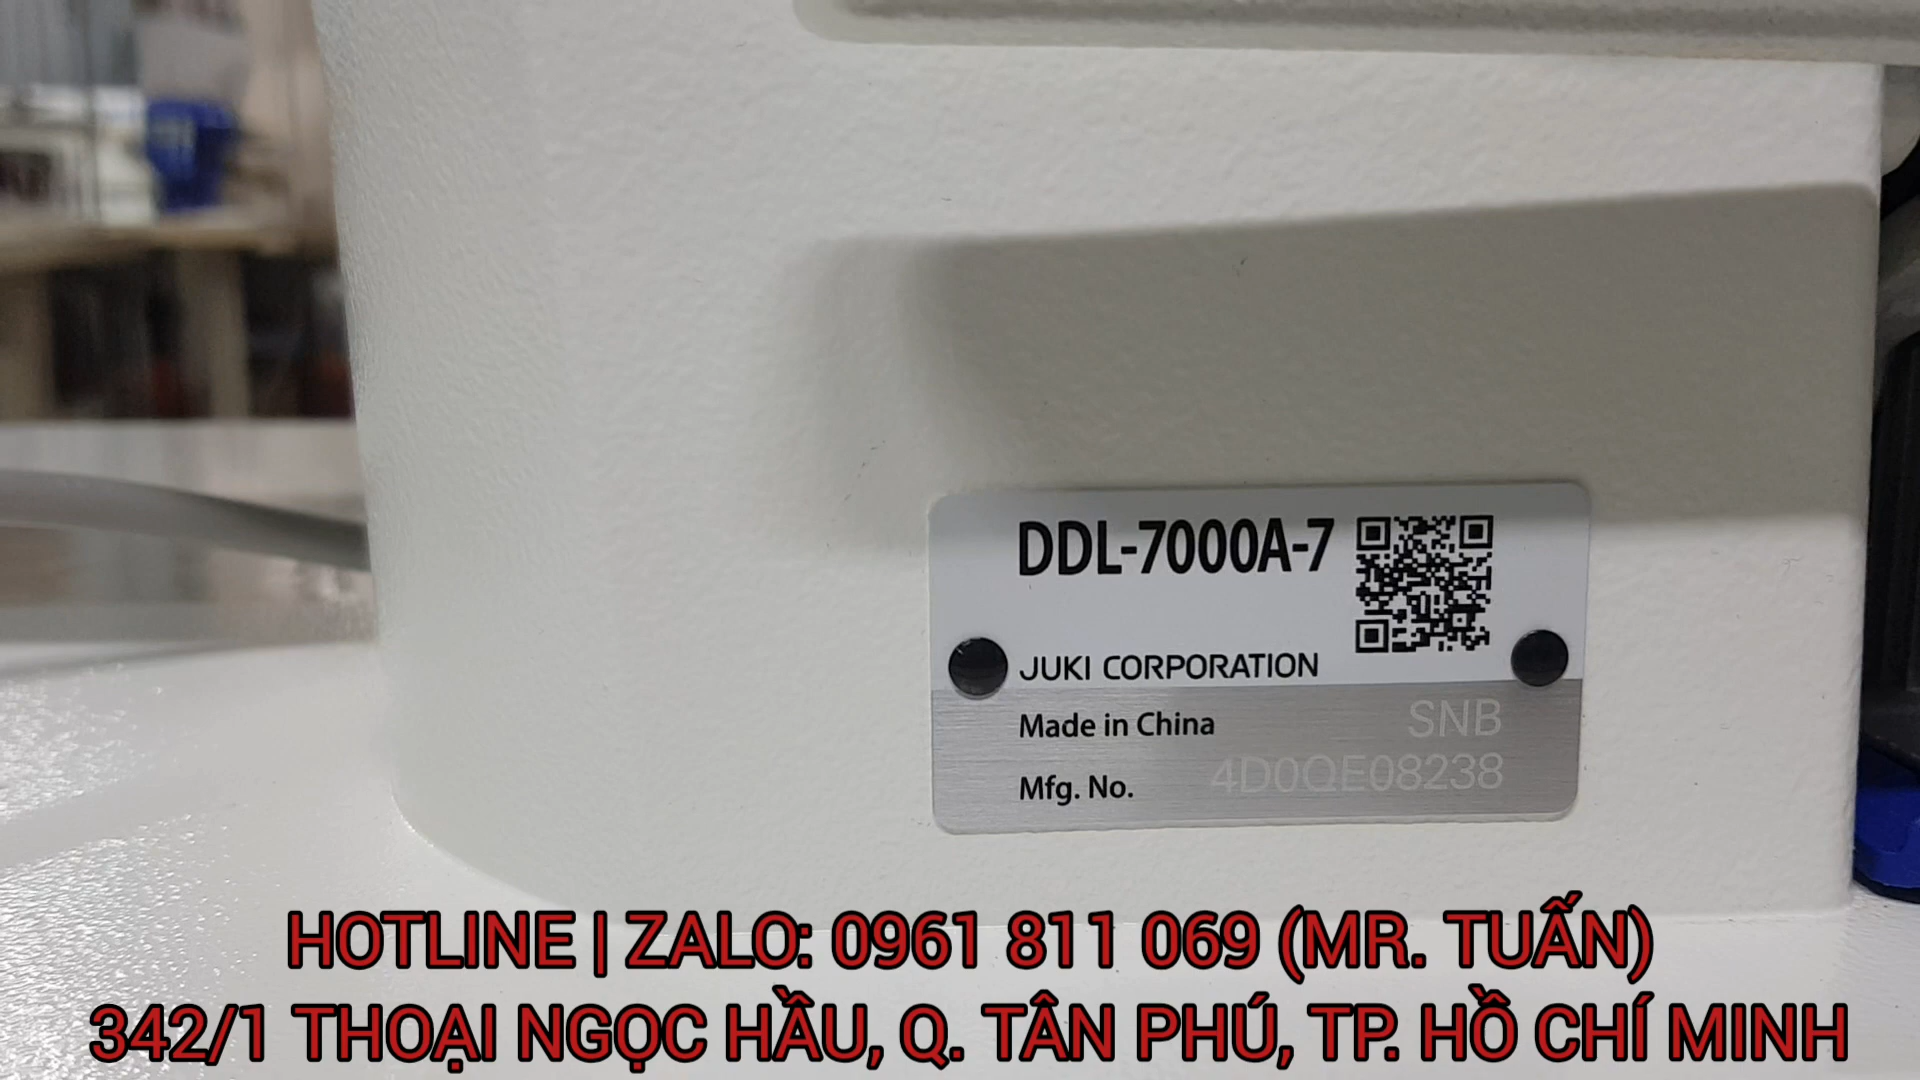 DDL-7000A-7
JUKI CORPORATION
Made in China
SNB
Mfg. No. 4D0QE08238
HOTLINE | ZALO: 0961 811 069 (MR. TUẤN)
342/1 THOẠI NGỌC HẦU, Q. TÂN PHÚ, TP. HỒ CHÍ MINH